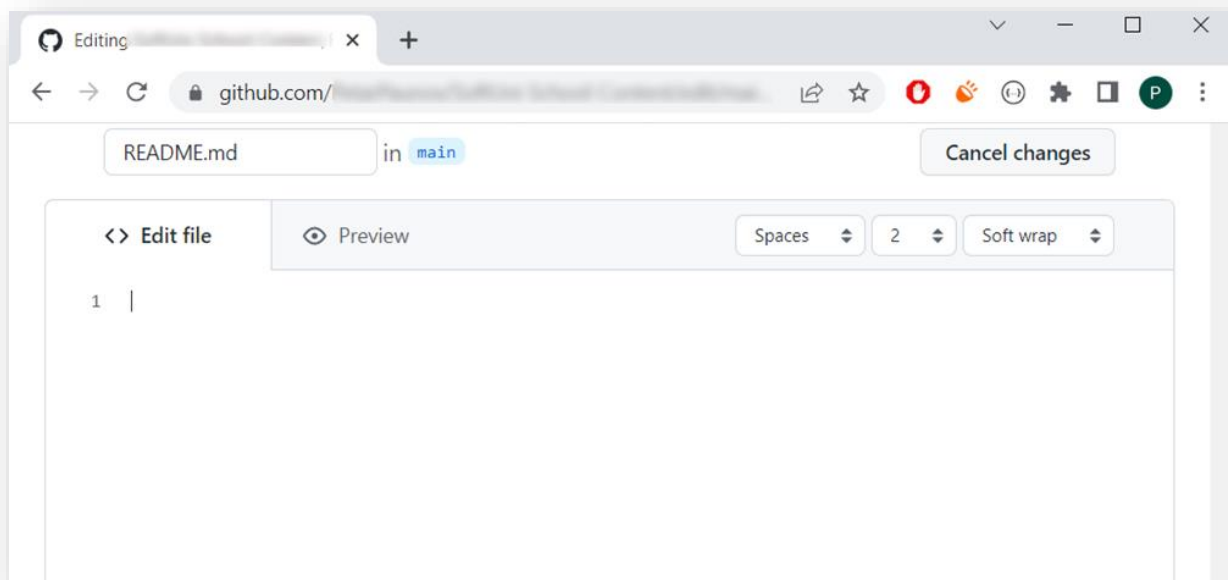 Editing
github.com/
P
README.md in main Cancel changes
<> Edit file Preview Spaces 2 Soft wrap
1